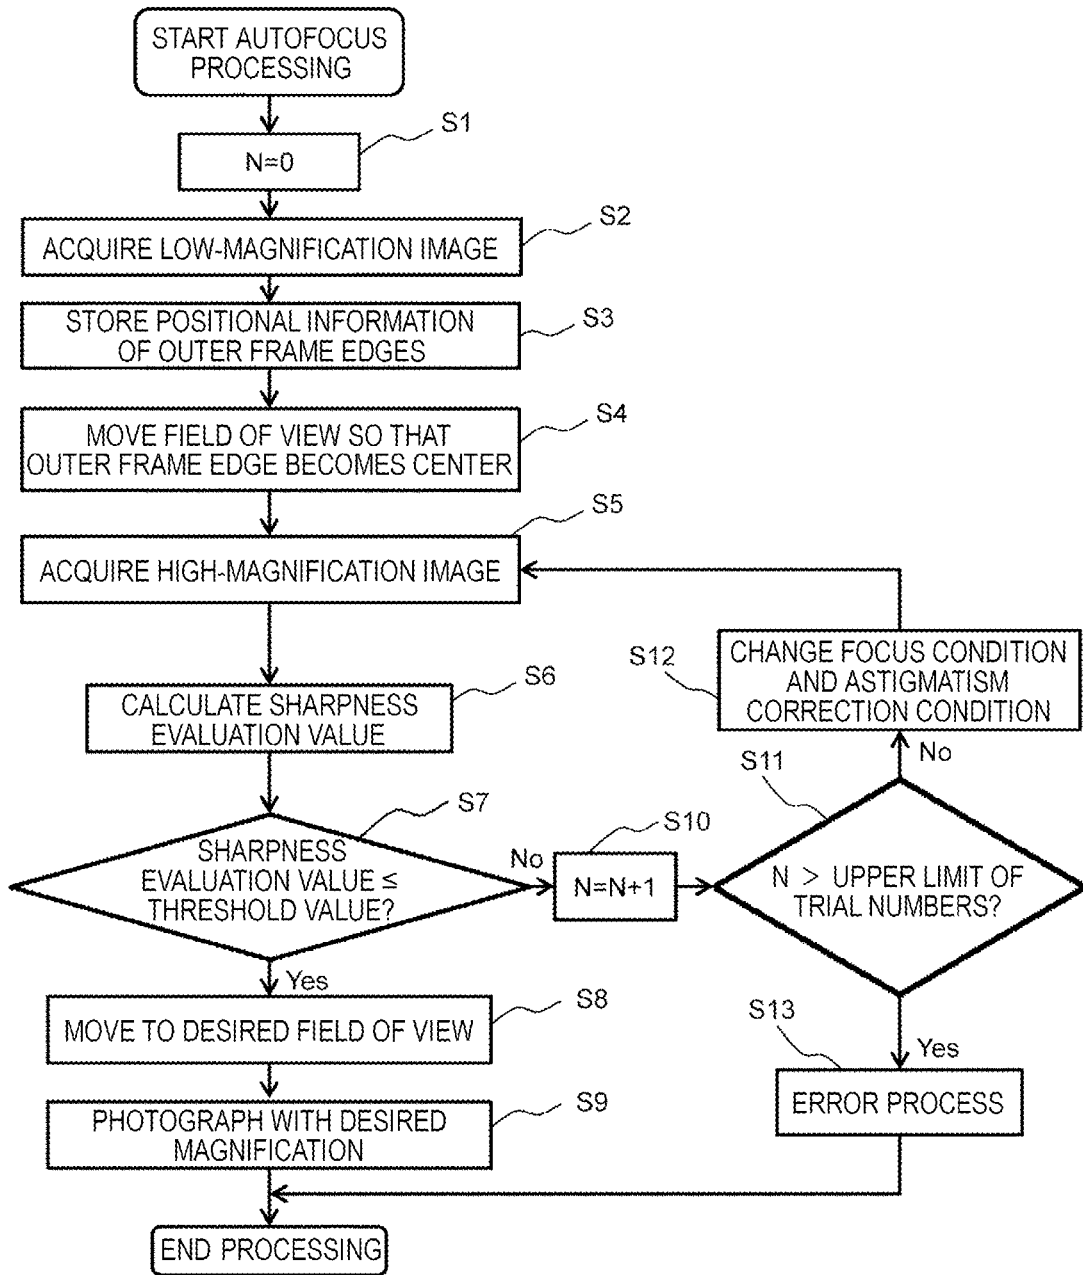 START AUTOFOCUS
PROCESSING
S1
N=0
S2
ACQUIRE LOW-MAGNIFICATION IMAGE
S3
STORE POSITIONAL INFORMATION
OF OUTER FRAME EDGES
S4
MOVE FIELD OF VIEW SO THAT
OUTER FRAME EDGE BECOMES CENTER
S5
ACQUIRE HIGH-MAGNIFICATION IMAGE
S6
CALCULATE SHARPNESS
EVALUATION VALUE
S7
SHARPNESS
EVALUATION VALUE ≤
THRESHOLD VALUE?
No
Yes
S10
N=N+1
S11
N > UPPER LIMIT OF
TRIAL NUMBERS?
No
Yes
S12
CHANGE FOCUS CONDITION
AND ASTIGMATISM
CORRECTION CONDITION
S13
ERROR PROCESS
S8
MOVE TO DESIRED FIELD OF VIEW
S9
PHOTOGRAPH WITH DESIRED
MAGNIFICATION
END PROCESSING